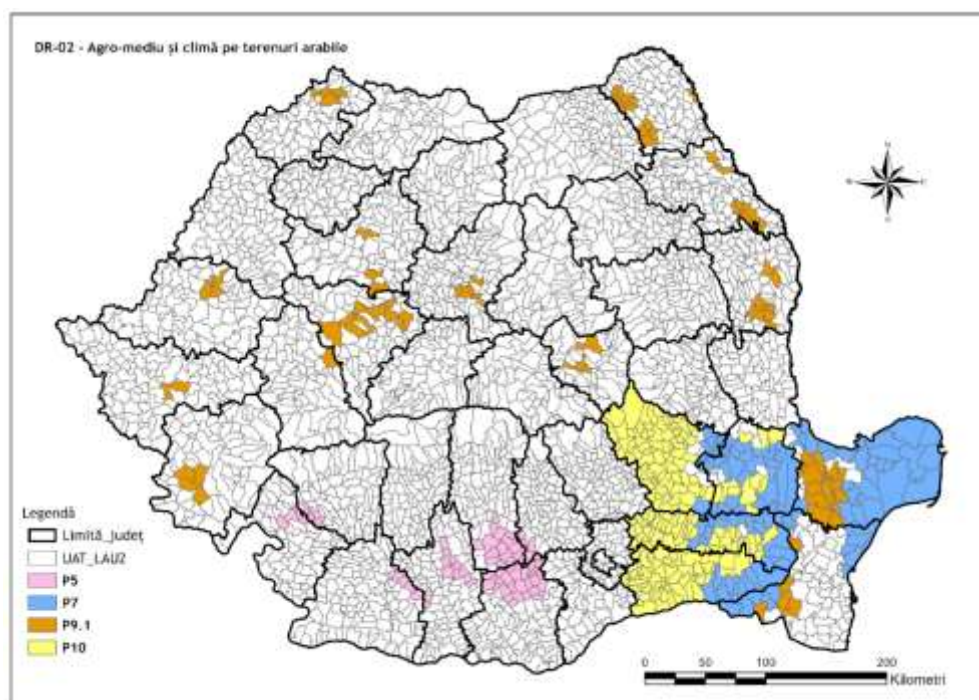 DR-02 - Agro-mediu și climă pe terenuri arabile
Legendă
Limită_județ
UAT_LAU2
P5
P7
P9.1
P10
0 50 100 200
Kilometri